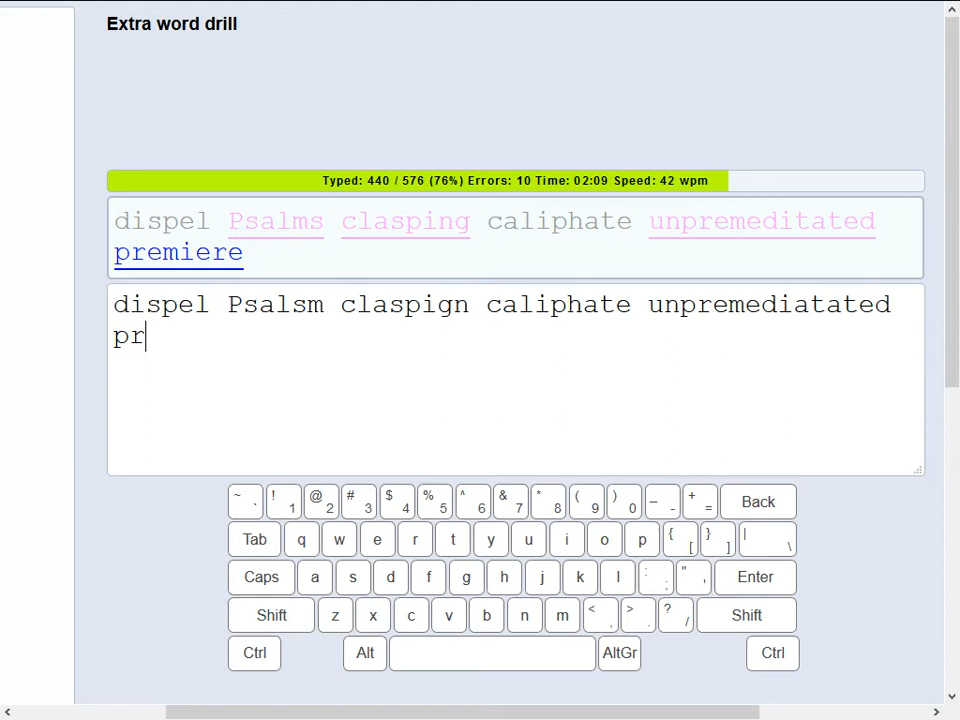 Extra word drill
Typed: 440 / 576 (76%) Errors: 10 Time: 02:09 Speed: 42 wpm
dispel Psalms clasping caliphate unpremeditated
premiere
dispel Psalsm claspign caliphate unpremediatated
pr
~ ` ! 1 @ 2 # 3 $ 4 % 5 ^ 6 & 7 * 8 ( 9 ) 0 _ - + = Back
Tab q w e r t y u i o p { [ } ] | \
Caps a s d f g h j k l : ; " ' Enter
Shift z x c v b n m < , > . ? / Shift
Ctrl Alt AltGr Ctrl